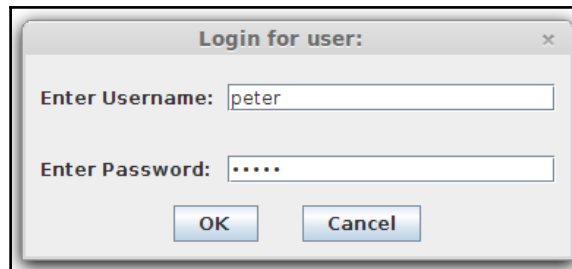 Login for user: ×
Enter Username: peter
Enter Password: •••••
OK Cancel